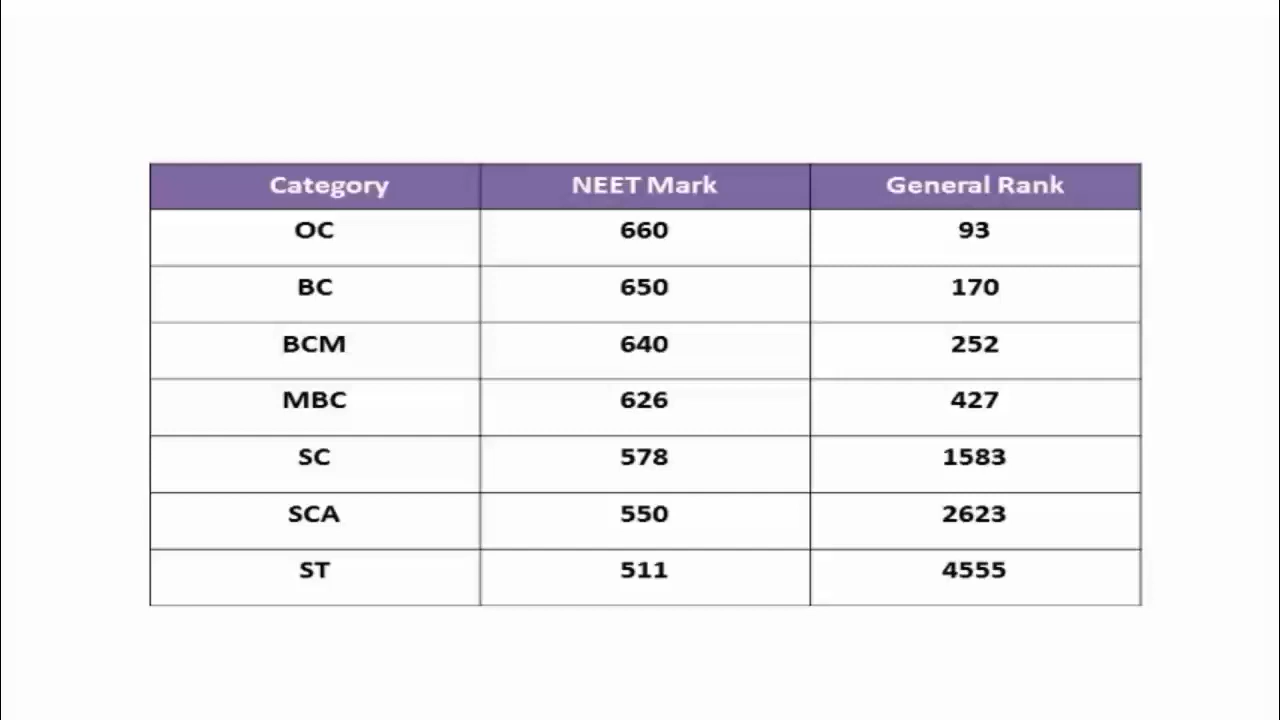 Category NEET Mark General Rank
OC 660 93
BC 650 170
BCM 640 252
MBC 626 427
SC 578 1583
SCA 550 2623
ST 511 4555